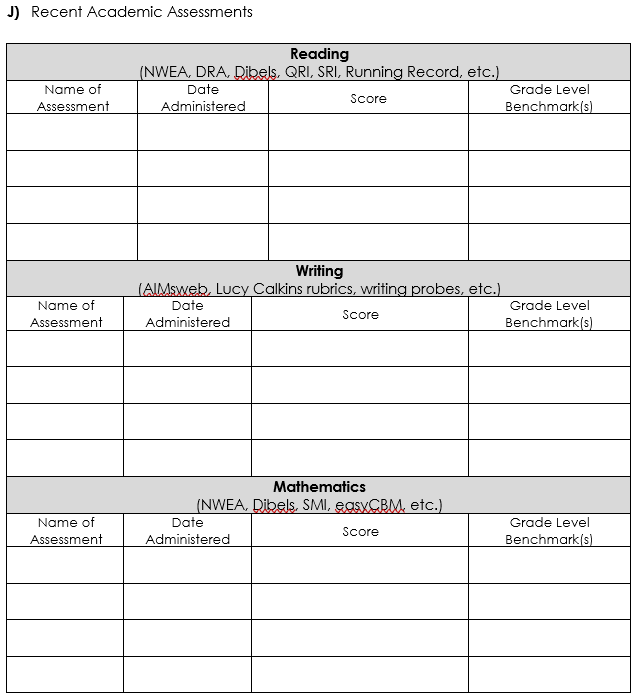 J) Recent Academic Assessments
Reading
(NWEA, DRA, Dibels, QRI, SRI, Running Record, etc.)
Name of Assessment
Date Administered
Score
Grade Level Benchmark(s)
Writing
(AIMsweb, Lucy Calkins rubrics, writing probes, etc.)
Name of Assessment
Date Administered
Score
Grade Level Benchmark(s)
Mathematics
(NWEA, Dibels, SMI, easyCBM, etc.)
Name of Assessment
Date Administered
Score
Grade Level Benchmark(s)